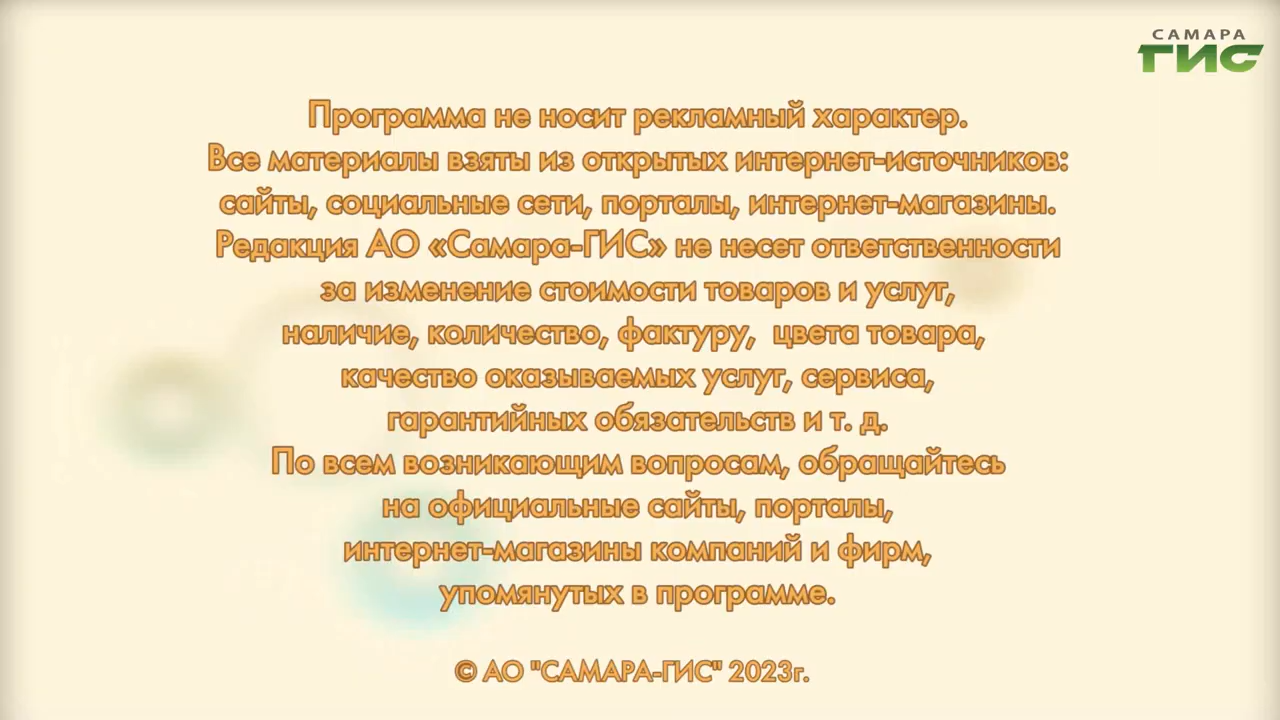 САМАРА
ГИС
Программа не носит рекламный характер.
Все материалы взяты из открытых интернет-источников:
сайты, социальные сети, порталы, интернет-магазины.
Редакция АО «Самара-ГИС» не несет ответственности
за изменение стоимости товаров и услуг,
наличие, количество, фактуру, цвета товара,
качество оказываемых услуг, сервиса,
гарантийных обязательств и т. д.
По всем возникающим вопросам, обращайтесь
на официальные сайты, порталы,
интернет-магазины компаний и фирм,
упомянутых в программе.
© АО "САМАРА-ГИС" 2023г.